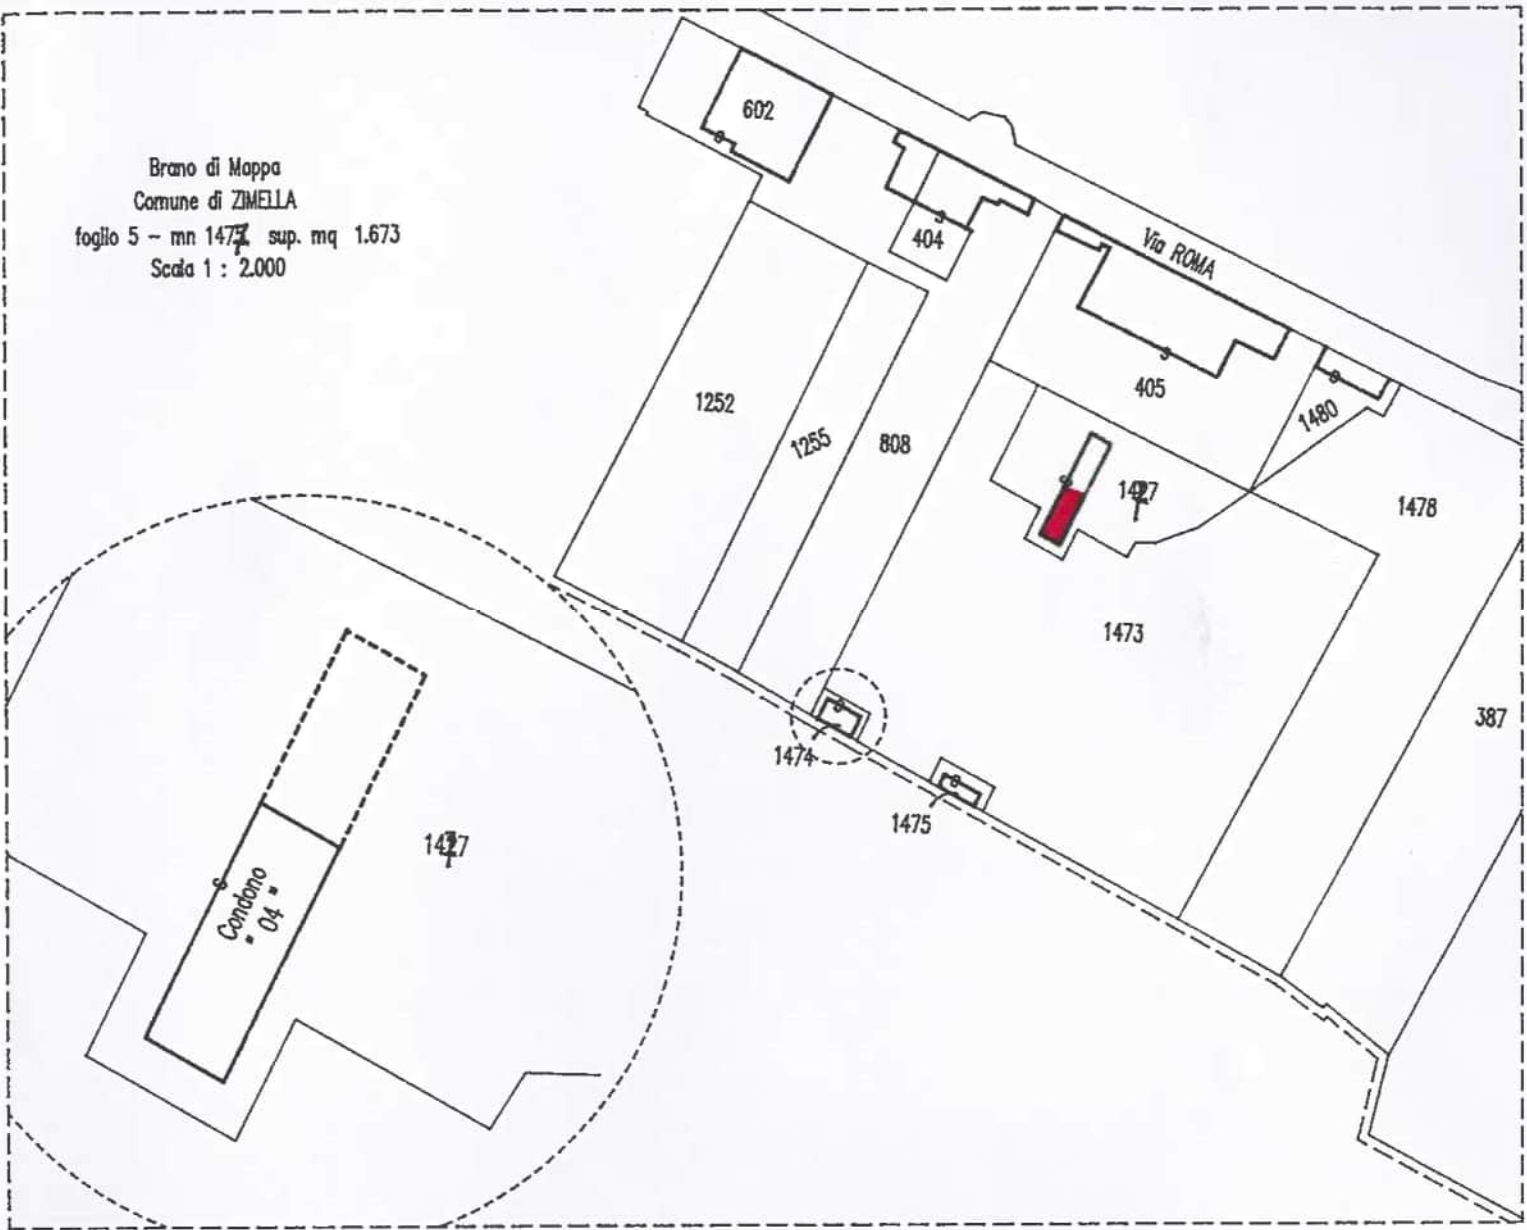 Brano di Mappa
Comune di ZIMELLA
foglio 5 - mn sup. mq 1.673
Scala 1 : 2.000
602
404
Via ROMA
405
1480
1252
1255
808
1478
1473
387
1474
1475
Condono
" 04 "